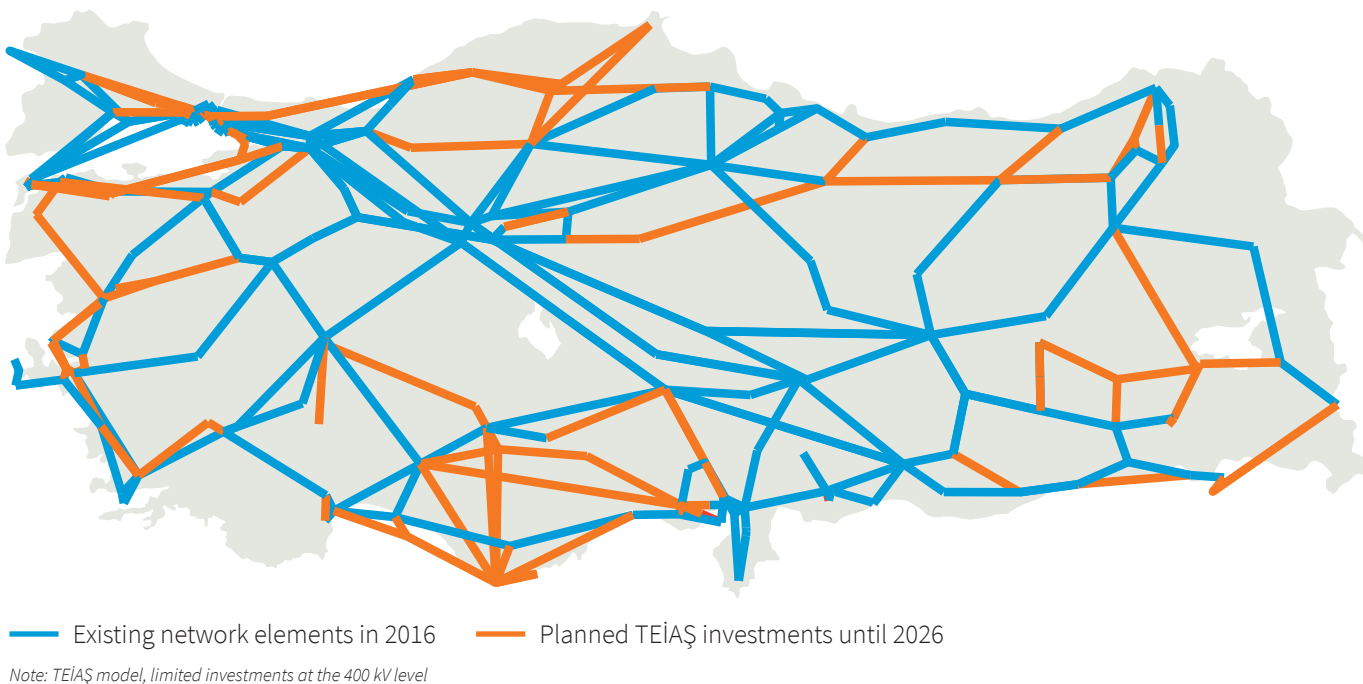 Existing network elements in 2016 Planned TEİAŞ investments until 2026
Note: TEİAŞ model, limited investments at the 400 kV level